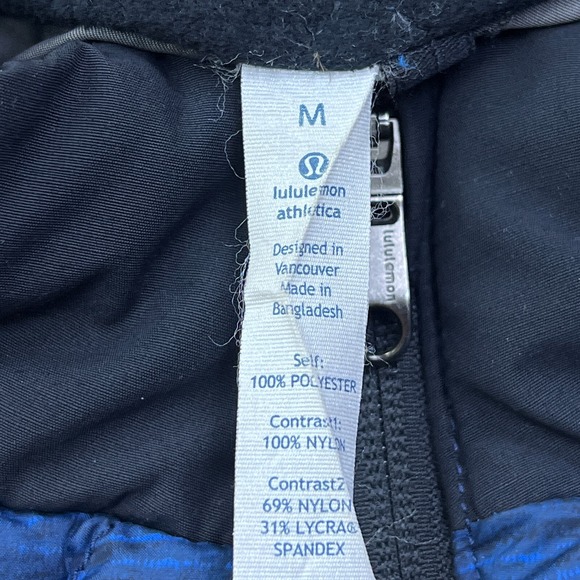 M
lululemon
athletica
Designed in
Vancouver
Made in
Bangladesh
Self:
100% POLYESTER
Contrast1:
100% NYLON
Contrast2
69% NYLON
31% LYCRA®
SPANDEX
lululemon